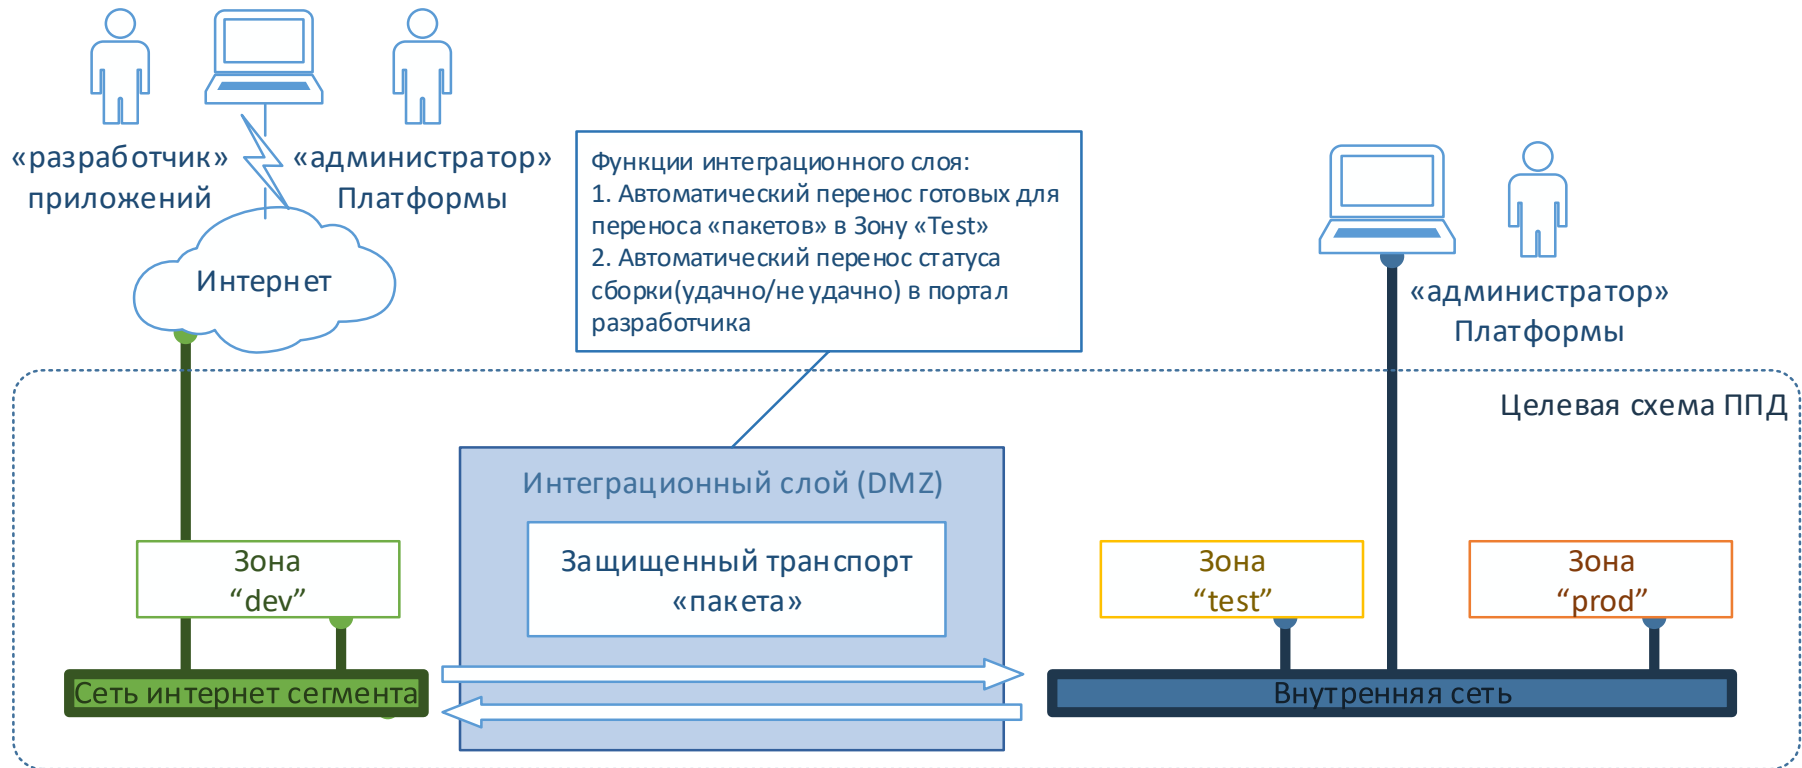 «разработчик»
приложений
«администратор»
Платформы
Интернет
Функции интеграционного слоя:
1. Автоматический перенос готовых для
переноса «пакетов» в Зону «Test»
2. Автоматический перенос статуса
сборки(удачно/не удачно) в портал
разработчика
«администратор»
Платформы
Целевая схема ППД
Интеграционный слой (DMZ)
Защищенный транспорт
«пакета»
Зона
“dev”
Зона
“test”
Зона
“prod”
Сеть интернет сегмента
Внутренняя сеть